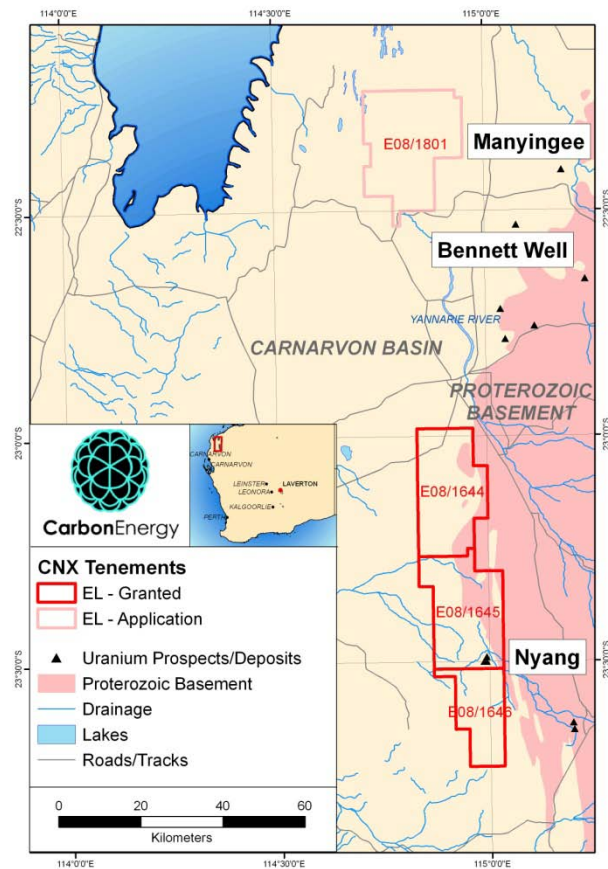 114°0'0"E 114°30'0"E 115°0'0"E
E08/1801
Manyingee
22°30'0"S 22°30'0"S
Bennett Well
YANNARIE RIVER
CARNARVON BASIN
PROTEROZOIC
BASEMENT
23°0'0"S 23°0'0"S
CarbonEnergy
CARNARVON
CARNARVON
LEINSTER
LEONORA
LAVERTON
KALGOORLIE
PERTH
E08/1644
CNX Tenements
EL - Granted
EL - Application
Uranium Prospects/Deposits
Proterozoic Basement
Drainage
Lakes
Roads/Tracks
0 20 40 60
Kilometers
E08/1645
Nyang
23°30'0"S 23°30'0"S
E08/1646
114°0'0"E 114°30'0"E 115°0'0"E